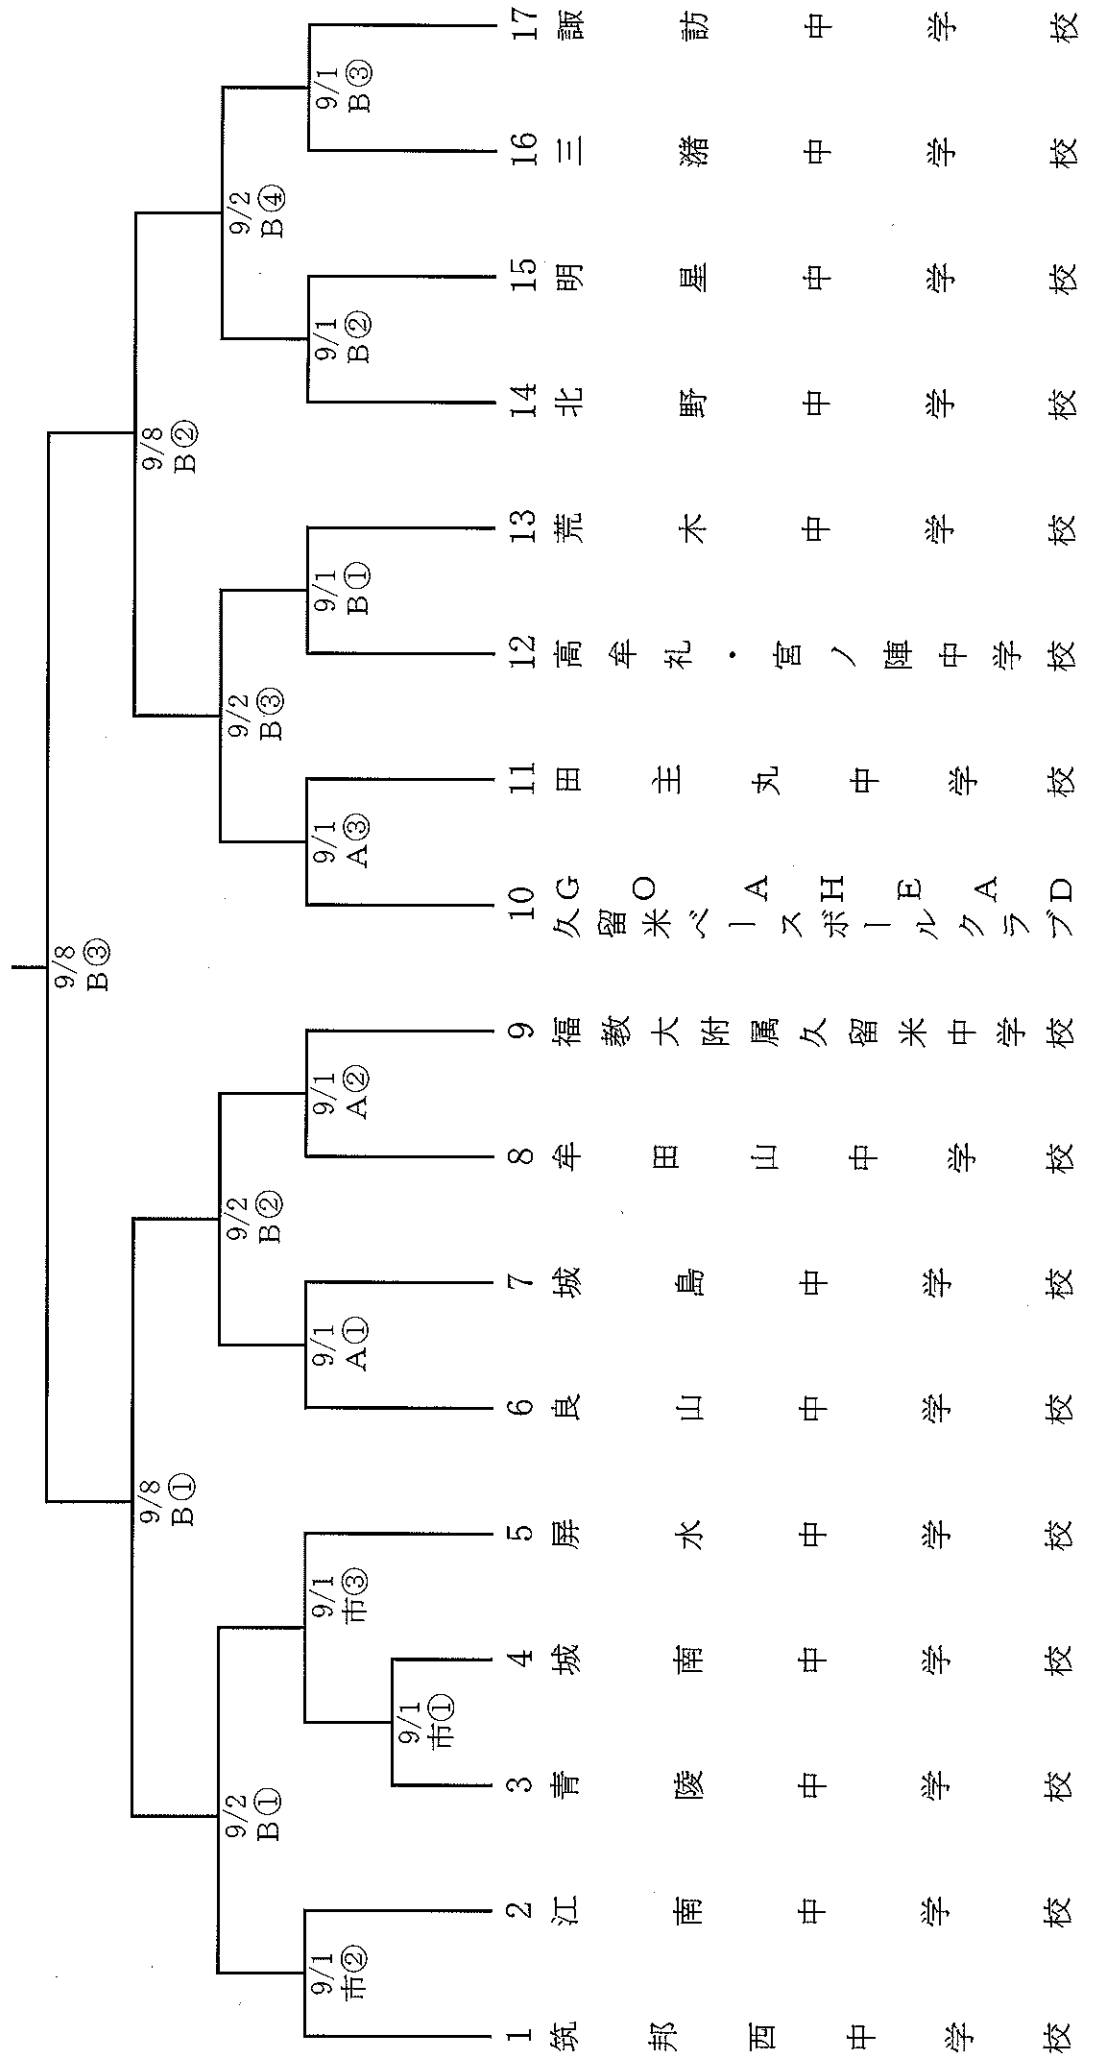 9/8
B③
9/8
B①
9/8
B②
9/2
B①
9/2
B②
9/2
B③
9/2
B④
9/1
市②
9/1
市③
9/1
A①
9/1
A②
9/1
A③
9/1
B①
9/1
B②
9/1
B③
9/1
市①
1 筑邦西中学校
2 江南中学校
3 青陵中学校
4 城南中学校
5 屏水中学校
6 良山中学校
7 城島中学校
8 牟田山中学校
9 福教大附属久留米中学校
10 GO AHEAD
久留米ベースボールクラブ
11 田主丸中学校
12 高牟礼・宮ノ陣中学校
13 荒木中学校
14 北野中学校
15 明星中学校
16 三潴中学校
17 諏訪中学校